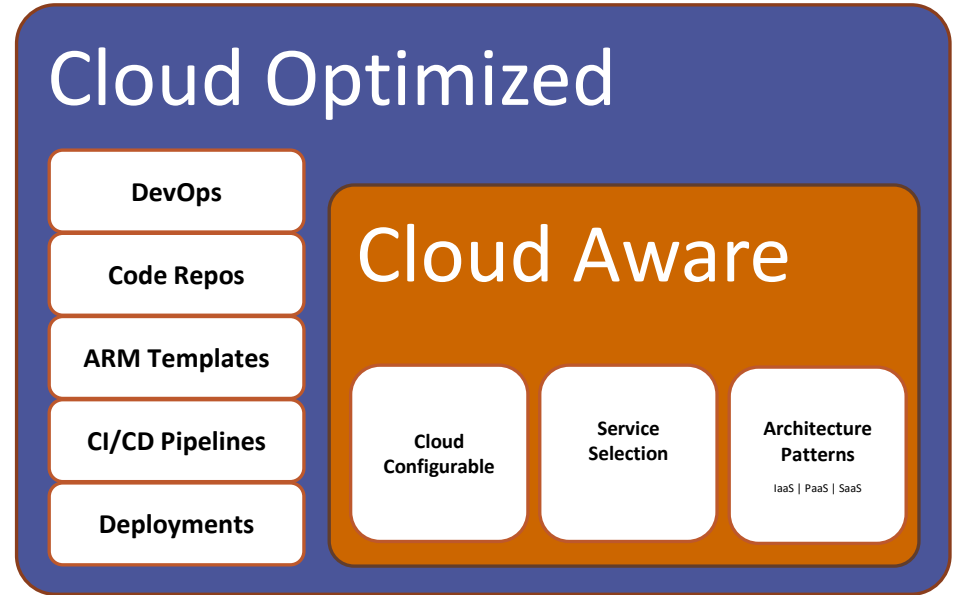 Cloud Optimized
DevOps
Code Repos
ARM Templates
CI/CD Pipelines
Deployments
Cloud Aware
Cloud
Configurable
Service
Selection
Architecture
Patterns
IaaS | PaaS | SaaS